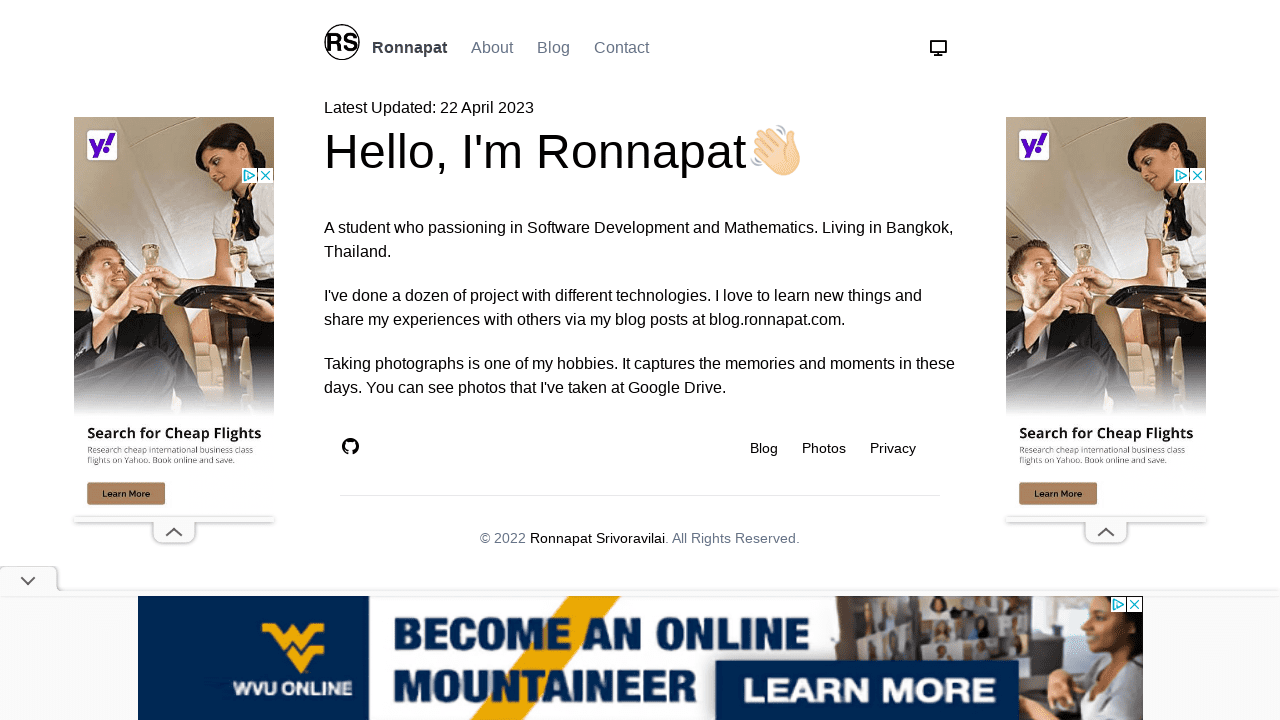 RS Ronnapat About Blog Contact
Latest Updated: 22 April 2023
Hello, I'm Ronnapat
A student who passioning in Software Development and Mathematics. Living in Bangkok,
Thailand.
I've done a dozen of project with different technologies. I love to learn new things and
share my experiences with others via my blog posts at blog.ronnapat.com.
Taking photographs is one of my hobbies. It captures the memories and moments in these
days. You can see photos that I've taken at Google Drive.
Blog Photos Privacy
© 2022 Ronnapat Srivoravilai. All Rights Reserved.
y!
Search for Cheap Flights
Research cheap international business class
flights on Yahoo. Book online and save.
Learn More
y!
Search for Cheap Flights
Research cheap international business class
flights on Yahoo. Book online and save.
Learn More
WV
WVU ONLINE
BECOME AN ONLINE
MOUNTAINEER
LEARN MORE